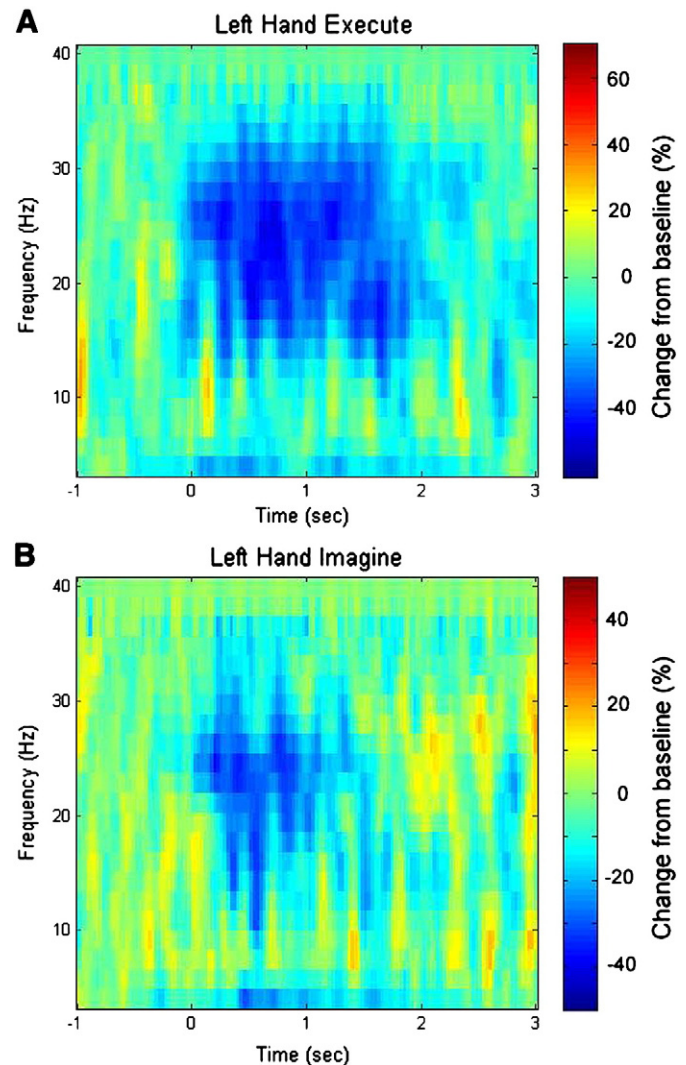 A
Left Hand Execute
40
30
20
10
-1
0
1
2
3
Frequency (Hz)
Time (sec)
60
40
20
0
-20
-40
Change from baseline (%)
B
Left Hand Imagine
40
30
20
10
-1
0
1
2
3
Frequency (Hz)
Time (sec)
40
20
0
-20
-40
Change from baseline (%)